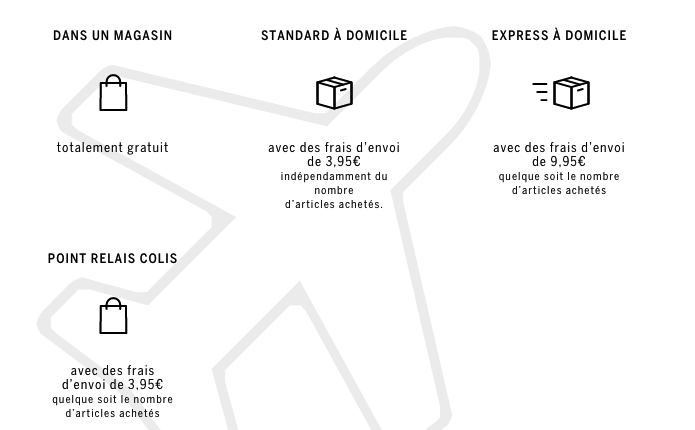 DANS UN MAGASIN
totalement gratuit
STANDARD À DOMICILE
avec des frais d'envoi
de 3,95€
indépendamment du
nombre
d'articles achetés.
EXPRESS À DOMICILE
avec des frais d'envoi
de 9,95€
quelque soit le nombre
d'articles achetés
POINT RELAIS COLIS
avec des frais
d'envoi de 3,95€
quelque soit le nombre
d'articles achetés